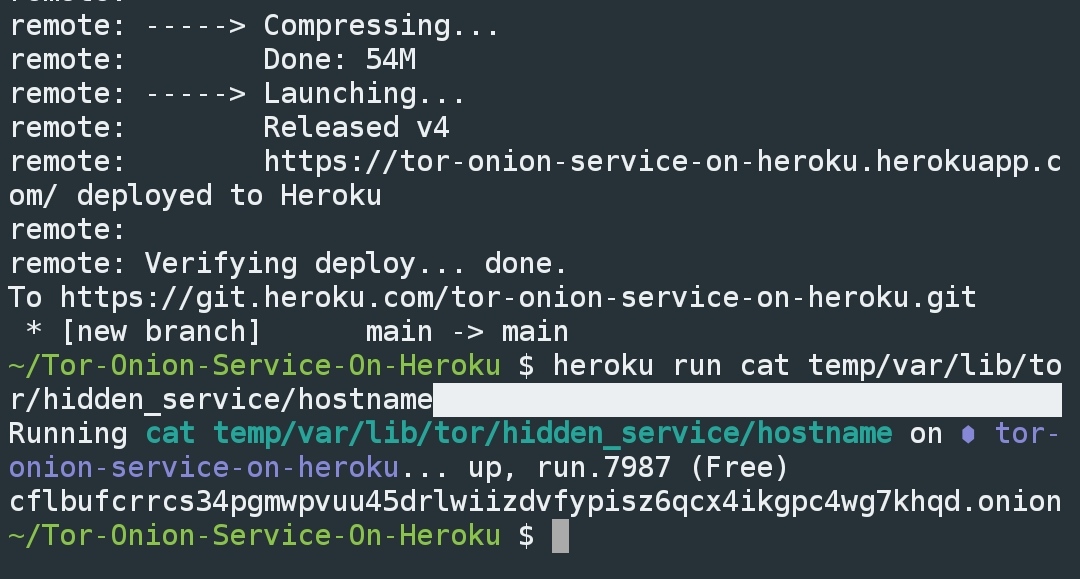 remote: -----> Compressing...
remote:        Done: 54M
remote: -----> Launching...
remote:        Released v4
remote:        https://tor-onion-service-on-heroku.herokuapp.c
om/ deployed to Heroku
remote:
remote: Verifying deploy... done.
To https://git.heroku.com/tor-onion-service-on-heroku.git
 * [new branch]      main -> main
~/Tor-Onion-Service-On-Heroku $ heroku run cat temp/var/lib/to
r/hidden_service/hostname
Running cat temp/var/lib/tor/hidden_service/hostname on ⬢ tor-
onion-service-on-heroku... up, run.7987 (Free)
cflbufcrrcs34pgmwpvuu45drlwiizdvfypisz6qcx4ikgpc4wg7khqd.onion
~/Tor-Onion-Service-On-Heroku $